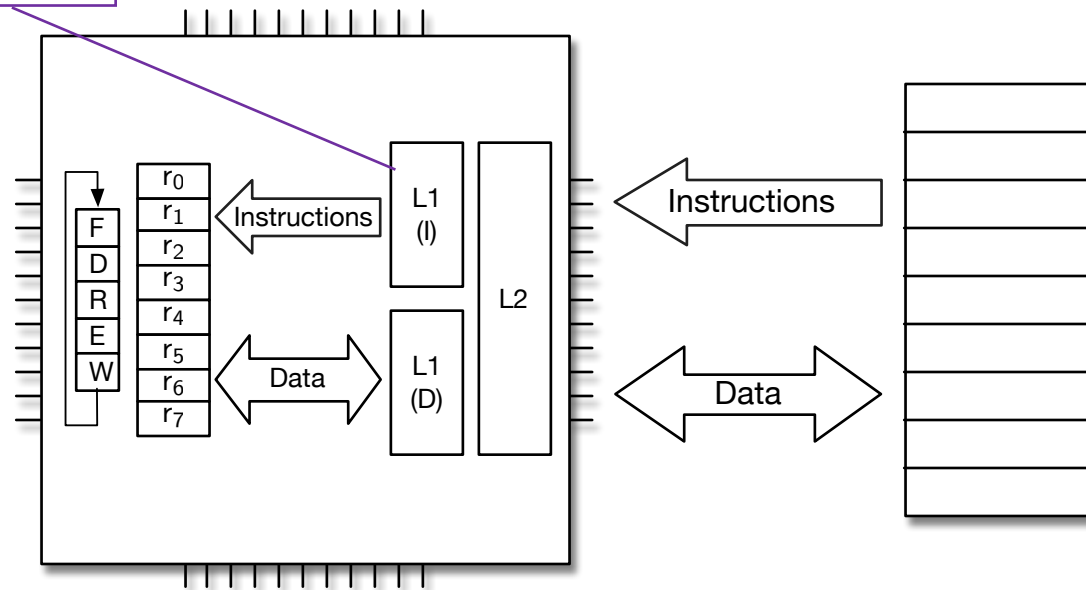 F
D
R
E
W
r0
r1
r2
r3
r4
r5
r6
r7
Instructions
Data
L1
(I)
L1
(D)
L2
Instructions
Data